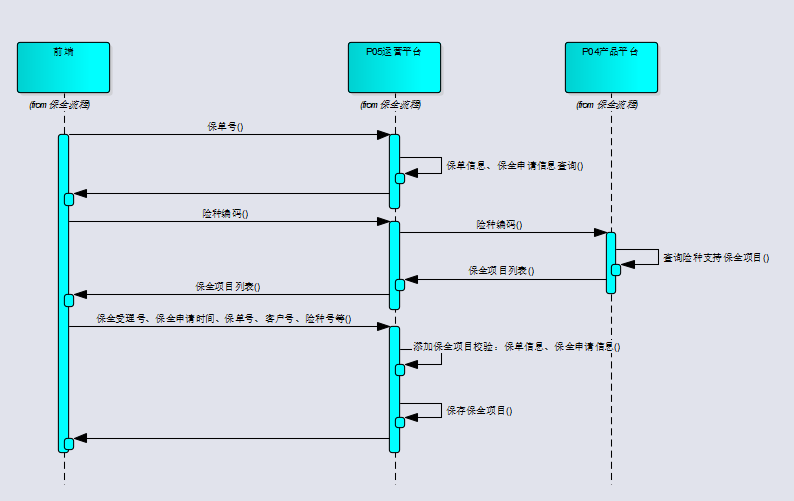 前端
P05运营平台
P04产品平台
(from 保全流程)
(from 保全流程)
(from 保全流程)
保单号()
保单信息、保全申请信息查询()
险种编码()
险种编码()
查询险种支持保全项目()
保全项目列表()
保全项目列表()
保全受理号、保全申请时间、保单号、客户号、险种号等()
添加保全项目校验：保单信息、保全申请信息()
保存保全项目()